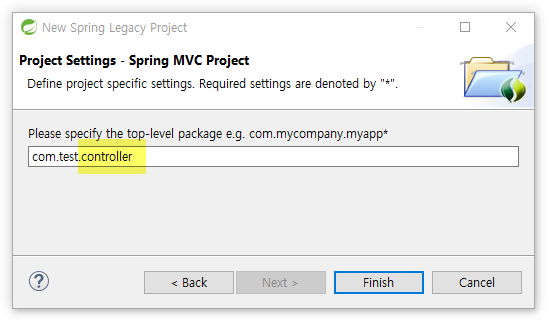 New Spring Legacy Project
Project Settings - Spring MVC Project
Define project specific settings. Required settings are denoted by "*".
Please specify the top-level package e.g. com.mycompany.myapp*
com.test.controller
?
< Back
Next >
Finish
Cancel